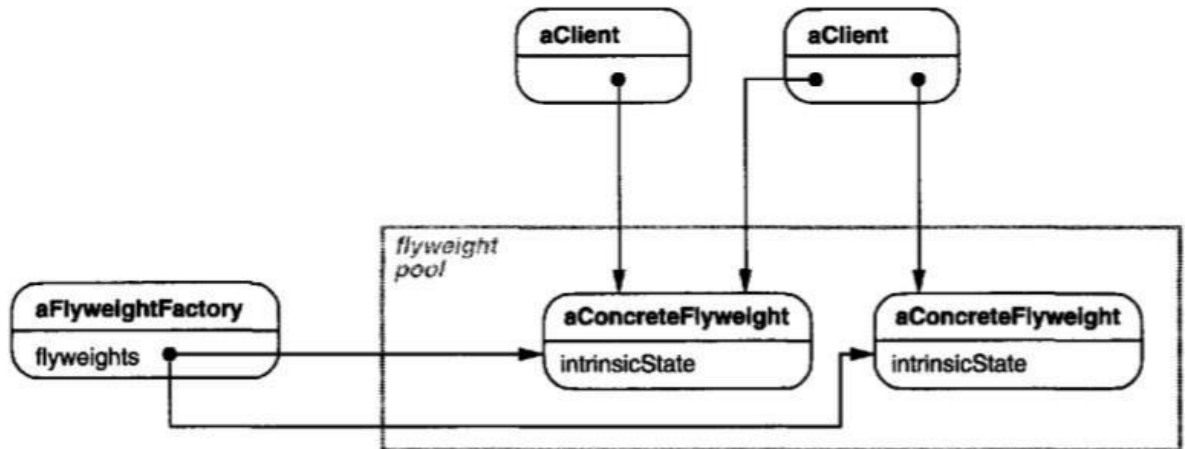 aClient
aClient
flyweight
pool
aFlyweightFactory
flyweights
aConcreteFlyweight
intrinsicState
aConcreteFlyweight
intrinsicState